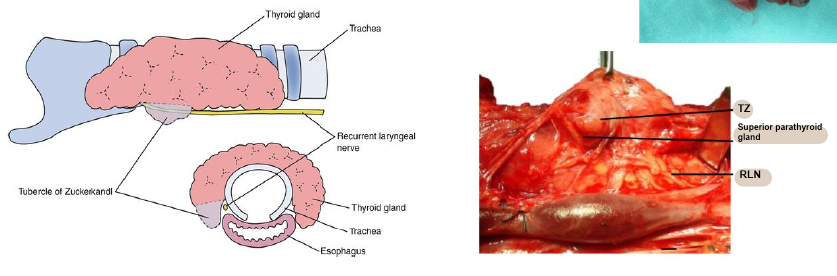 Thyroid gland
Trachea
Recurrent laryngeal
nerve
Tubercle of Zuckerkandl
Thyroid gland
Trachea
Esophagus
TZ
Superior parathyroid
gland
RLN